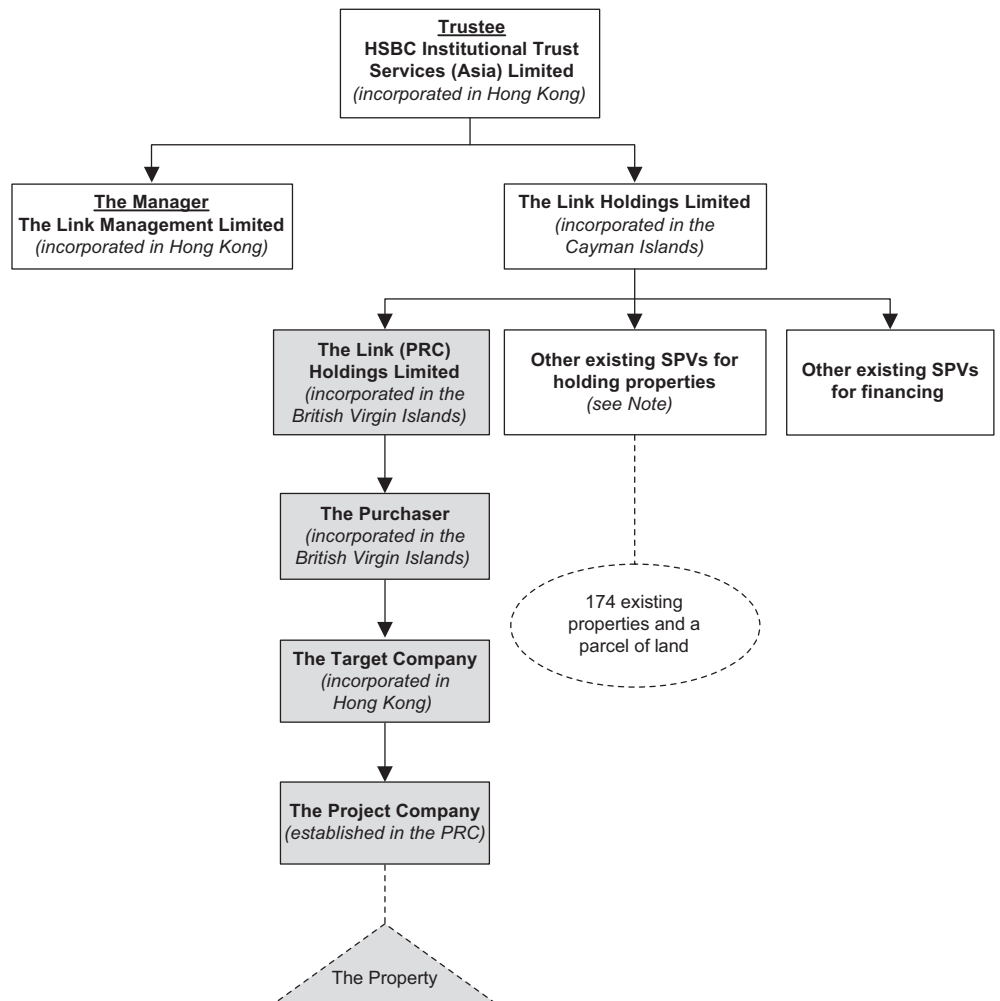 Trustee
HSBC Institutional Trust
Services (Asia) Limited
(incorporated in Hong Kong)
The Manager
The Link Management Limited
(incorporated in Hong Kong)
The Link Holdings Limited
(incorporated in the
Cayman Islands)
The Link (PRC)
Holdings Limited
(incorporated in the
British Virgin Islands)
Other existing SPVs for
holding properties
(see Note)
Other existing SPVs
for financing
The Purchaser
(incorporated in the
British Virgin Islands)
174 existing
properties and a
parcel of land
The Target Company
(incorporated in
Hong Kong)
The Project Company
(established in the PRC)
The Property